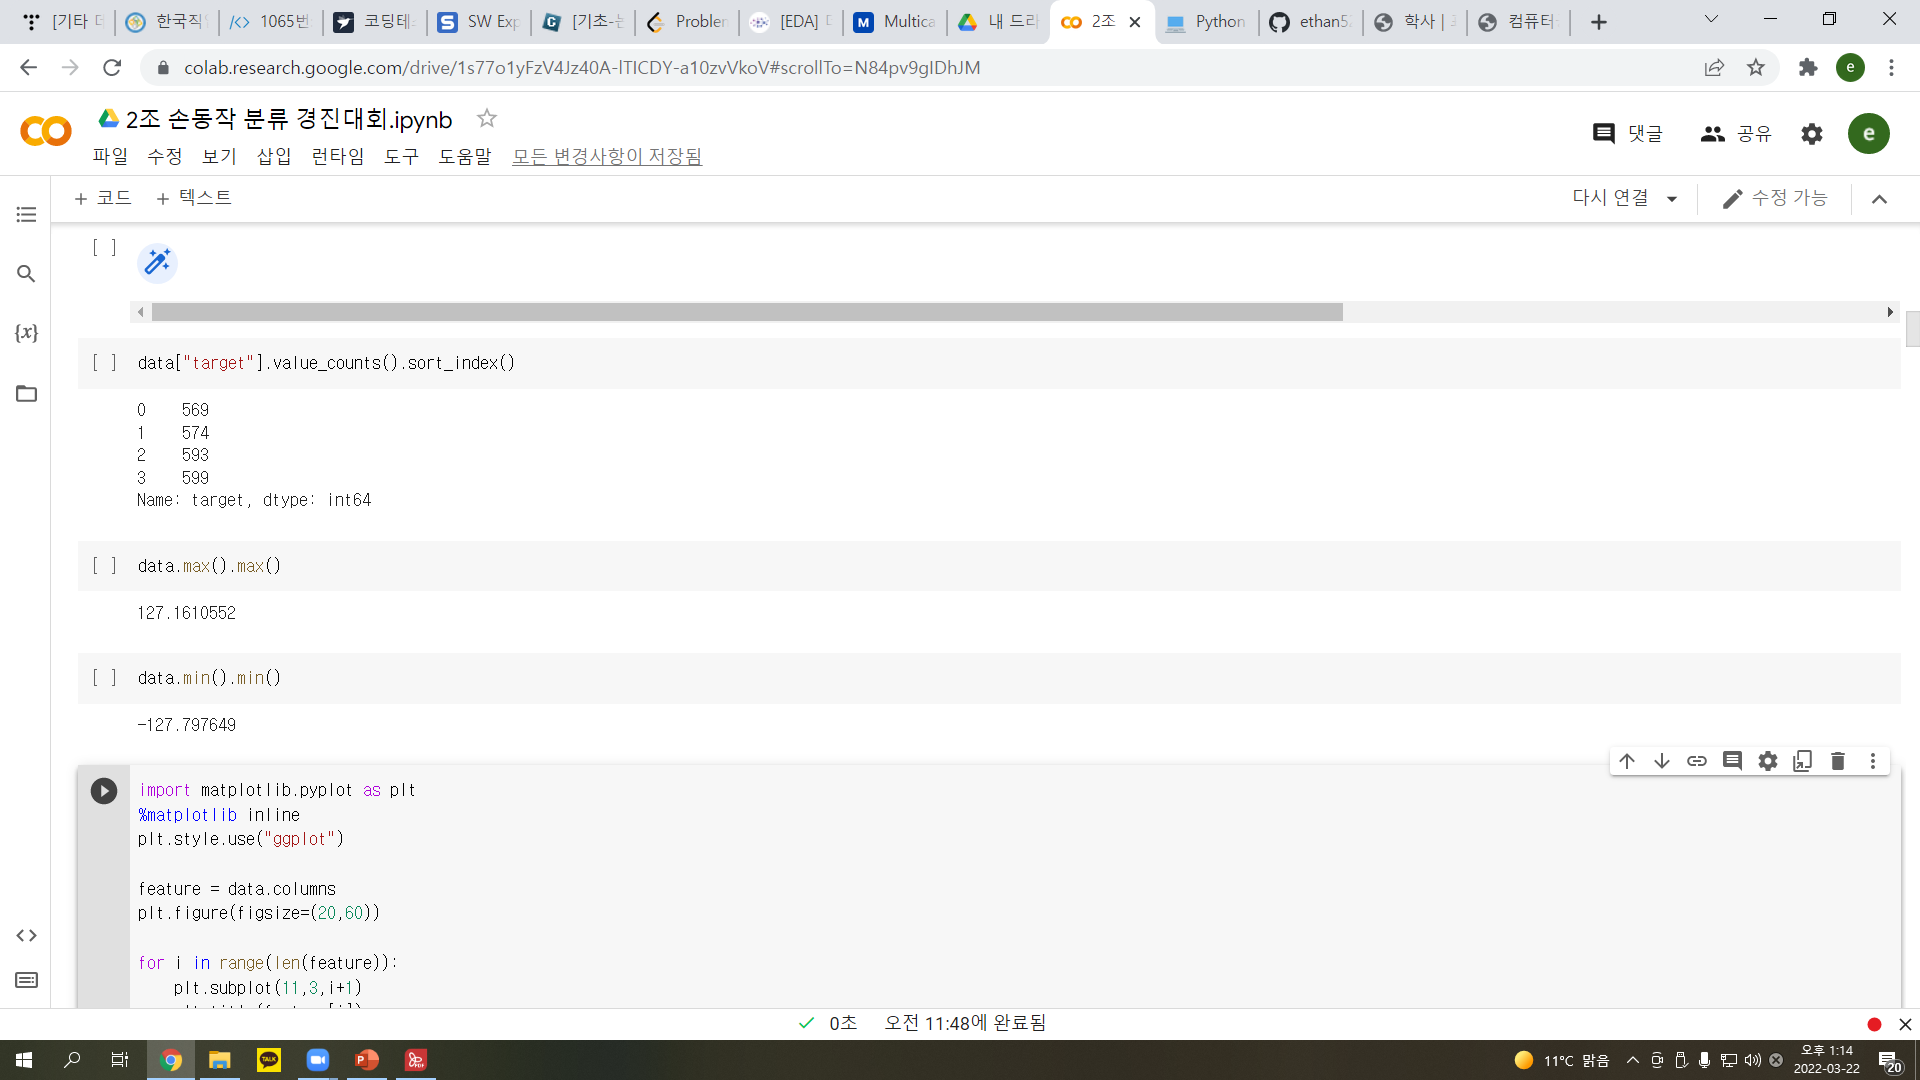 [기타 데
한국직업
1065번
코딩테스
SW Exp
[기초-논
Problem
[EDA] 데
Multica
내 드라
2조
Python
ethan52
학사 |
컴퓨터
colab.research.google.com/drive/1s77o1yFzV4Jz40A-lTICDY-a10zvVkoV#scrollTo=N84pv9gIDhJM
e
2조 손동작 분류 경진대회.ipynb
댓글
공유
e
파일 수정 보기 삽입 런타임 도구 도움말 모든 변경사항이 저장됨
+ 코드 + 텍스트
다시 연결
수정 가능
[ ]
{x}
[ ] data["target"].value_counts().sort_index()
0 569
1 574
2 593
3 599
Name: target, dtype: int64
[ ] data.max().max()
127.1610552
[ ] data.min().min()
-127.797649
import matplotlib.pyplot as plt
%matplotlib inline
plt.style.use("ggplot")
feature = data.columns
plt.figure(figsize=(20,60))
for i in range(len(feature)):
plt.subplot(11,3,i+1)
0초 오전 11:48에 완료됨
TALK
11°C 맑음
오후 1:14
2022-03-22
20